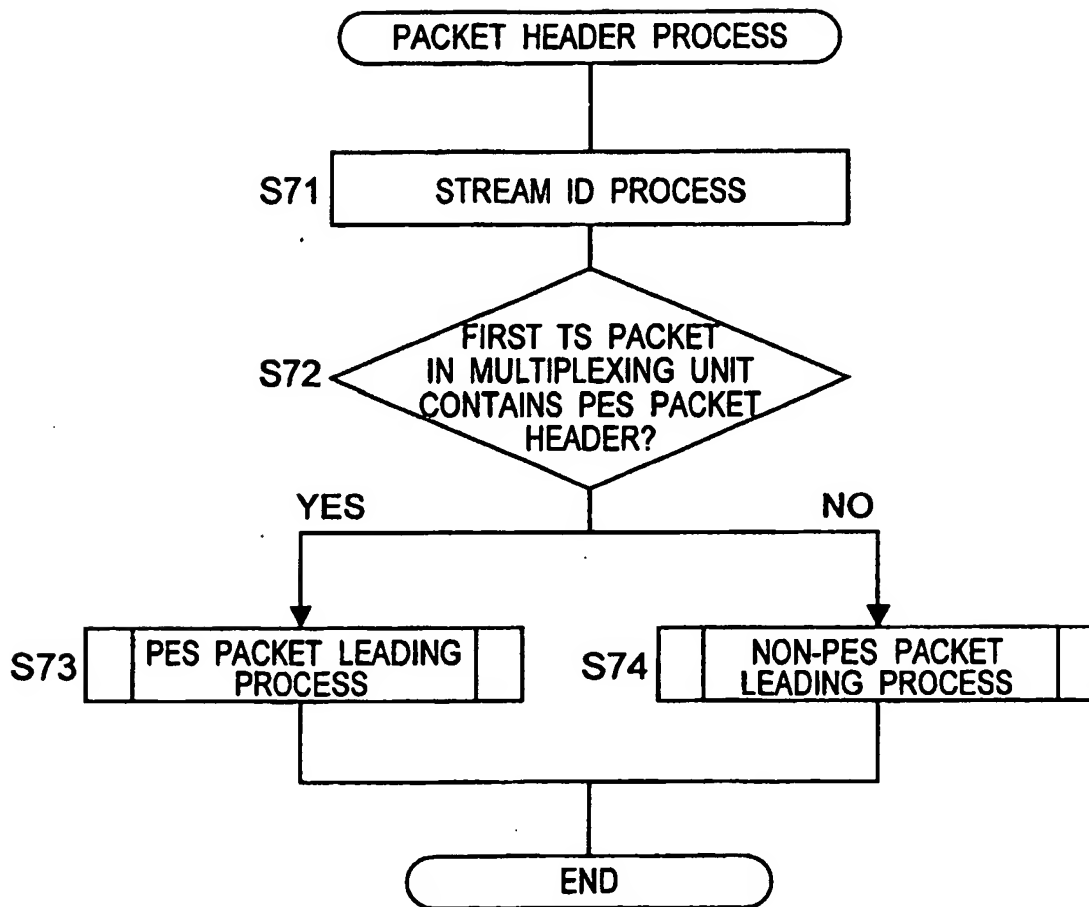 PACKET HEADER PROCESS
S71
STREAM ID PROCESS
S72
FIRST TS PACKET
IN MULTIPLEXING UNIT
CONTAINS PES PACKET
HEADER?
YES
NO
S73
PES PACKET LEADING
PROCESS
S74
NON-PES PACKET
LEADING PROCESS
END